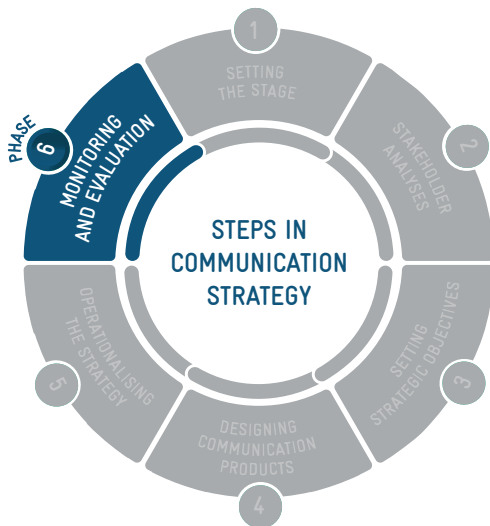 1
SETTING
THE STAGE
2
STAKEHOLDER
ANALYSES
3
SETTING
STRATEGIC OBJECTIVES
4
DESIGNING
COMMUNICATION
PRODUCTS
5
OPERATIONALISING
THE STRATEGY
PHASE
6
MONITORING
AND EVALUATION
STEPS IN
COMMUNICATION
STRATEGY